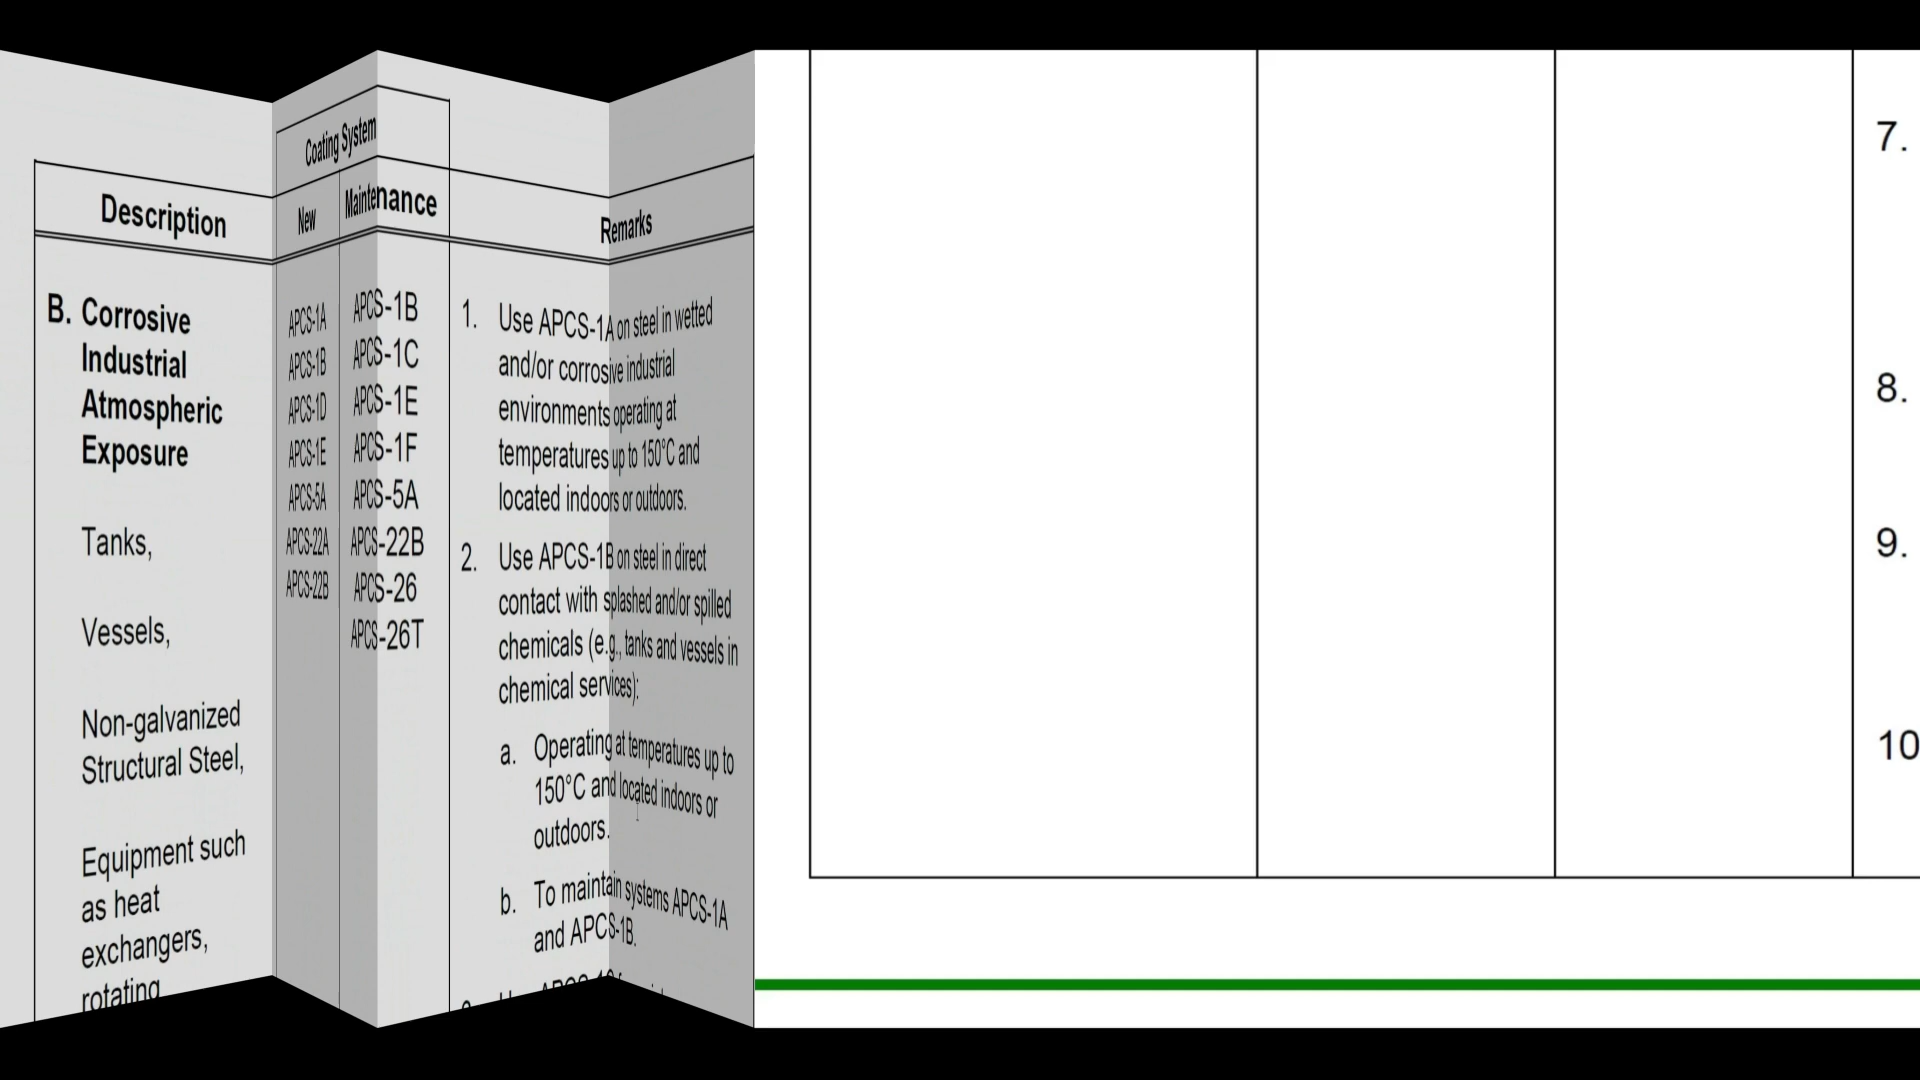 Coating System
Description
New
Maintenance
Remarks
B. Corrosive
Industrial
Atmospheric
Exposure
Tanks,
Vessels,
Non-galvanized
Structural Steel,
Equipment such
as heat
exchangers,
rotating
APCS-1A
APCS-1B
APCS-1D
APCS-1E
APCS-5A
APCS-22A
APCS-22B
APCS-1B
APCS-1C
APCS-1E
APCS-1F
APCS-5A
APCS-22B
APCS-26
APCS-26T
1. Use APCS-1A on steel in wetted
and/or corrosive industrial
environments operating at
temperatures up to 150°C and
located indoors or outdoors.
2. Use APCS-1B on steel in direct
contact with splashed and/or spilled
chemicals (e.g., tanks and vessels in
chemical services):
a. Operating at temperatures up to
150°C and located indoors or
outdoors.
b. To maintain systems APCS-1A
and APCS-1B.
7.
8.
9.
10